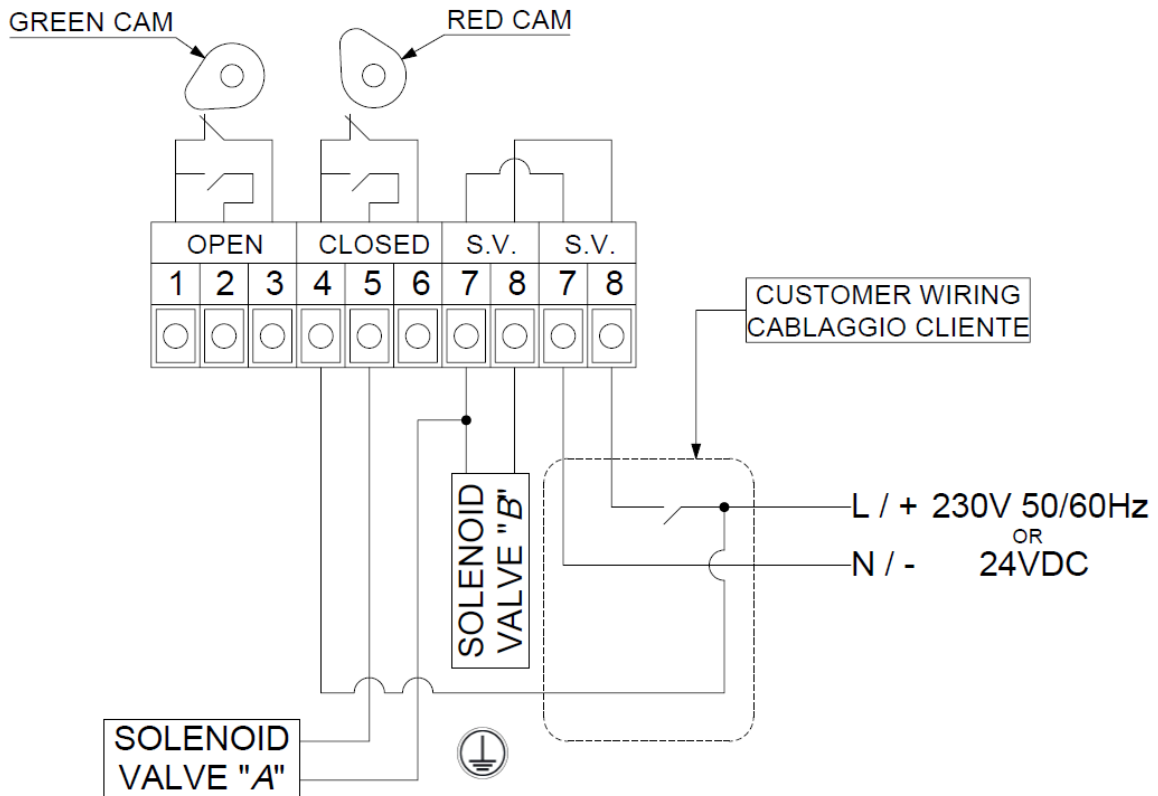 GREEN CAM
RED CAM
OPEN CLOSED S.V. S.V.
1 2 3 4 5 6 7 8 7 8
CUSTOMER WIRING
CABLAGGIO CLIENTE
SOLENOID
VALVE "B"
L / + 230V 50/60Hz
OR
N / - 24VDC
SOLENOID
VALVE "A"